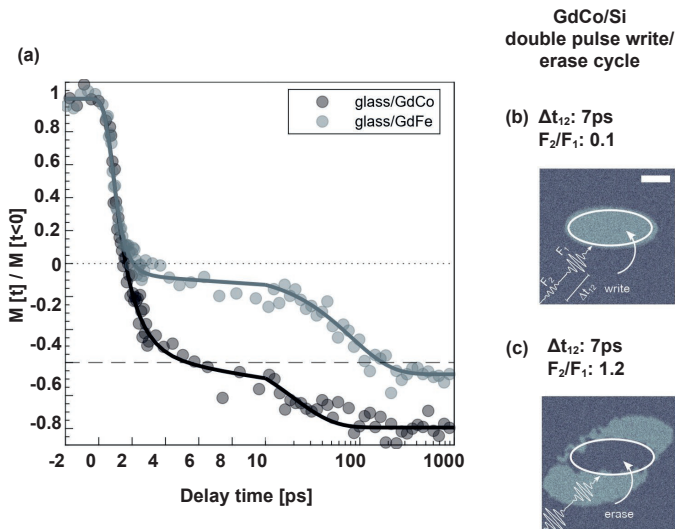 GdCo/Si
double pulse write/
erase cycle
(a)
glass/GdCo
glass/GdFe
1
0.8
0.6
0.4
0.2
0
-0.2
-0.4
-0.6
-0.8
M [t] / M [t<0]
-2 0 2 4 6 8 10 100 1000
Delay time [ps]
(b) Δt₁₂: 7ps
F₂/F₁: 0.1
F₁
F₂
Δt₁₂
write
(c) Δt₁₂: 7ps
F₂/F₁: 1.2
erase